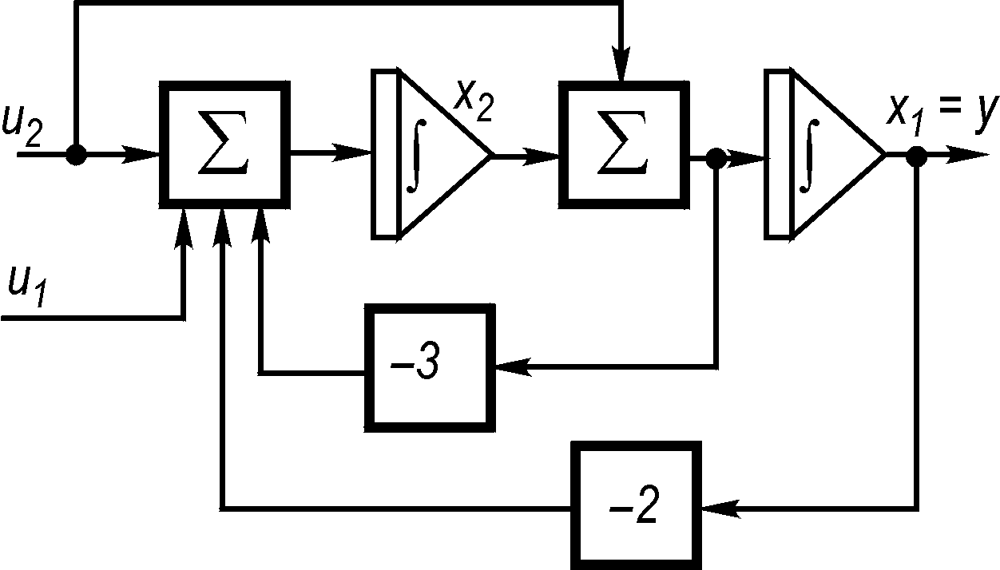 u₂
Σ
∫
x₂
Σ
∫
x₁ = y
u₁
–3
–2